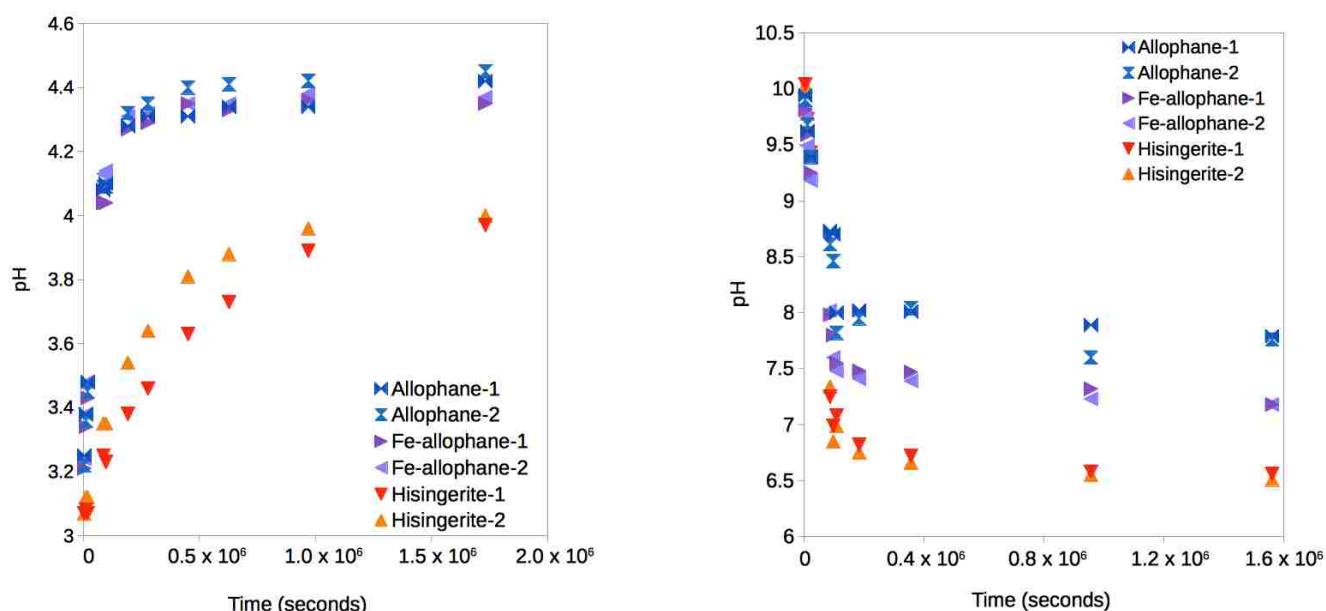 4.6
4.4
4.2
4
3.8
3.6
3.4
3.2
3
pH
Allophane-1
Allophane-2
Fe-allophane-1
Fe-allophane-2
Hisingerite-1
Hisingerite-2
0 0.5 x 10⁶ 1.0 x 10⁶ 1.5 x 10⁶ 2.0 x 10⁶
Time (seconds)
10.5
10
9.5
9
8.5
8
7.5
7
6.5
6
pH
Allophane-1
Allophane-2
Fe-allophane-1
Fe-allophane-2
Hisingerite-1
Hisingerite-2
0 0.4 x 10⁶ 0.8 x 10⁶ 1.2 x 10⁶ 1.6 x 10⁶
Time (seconds)